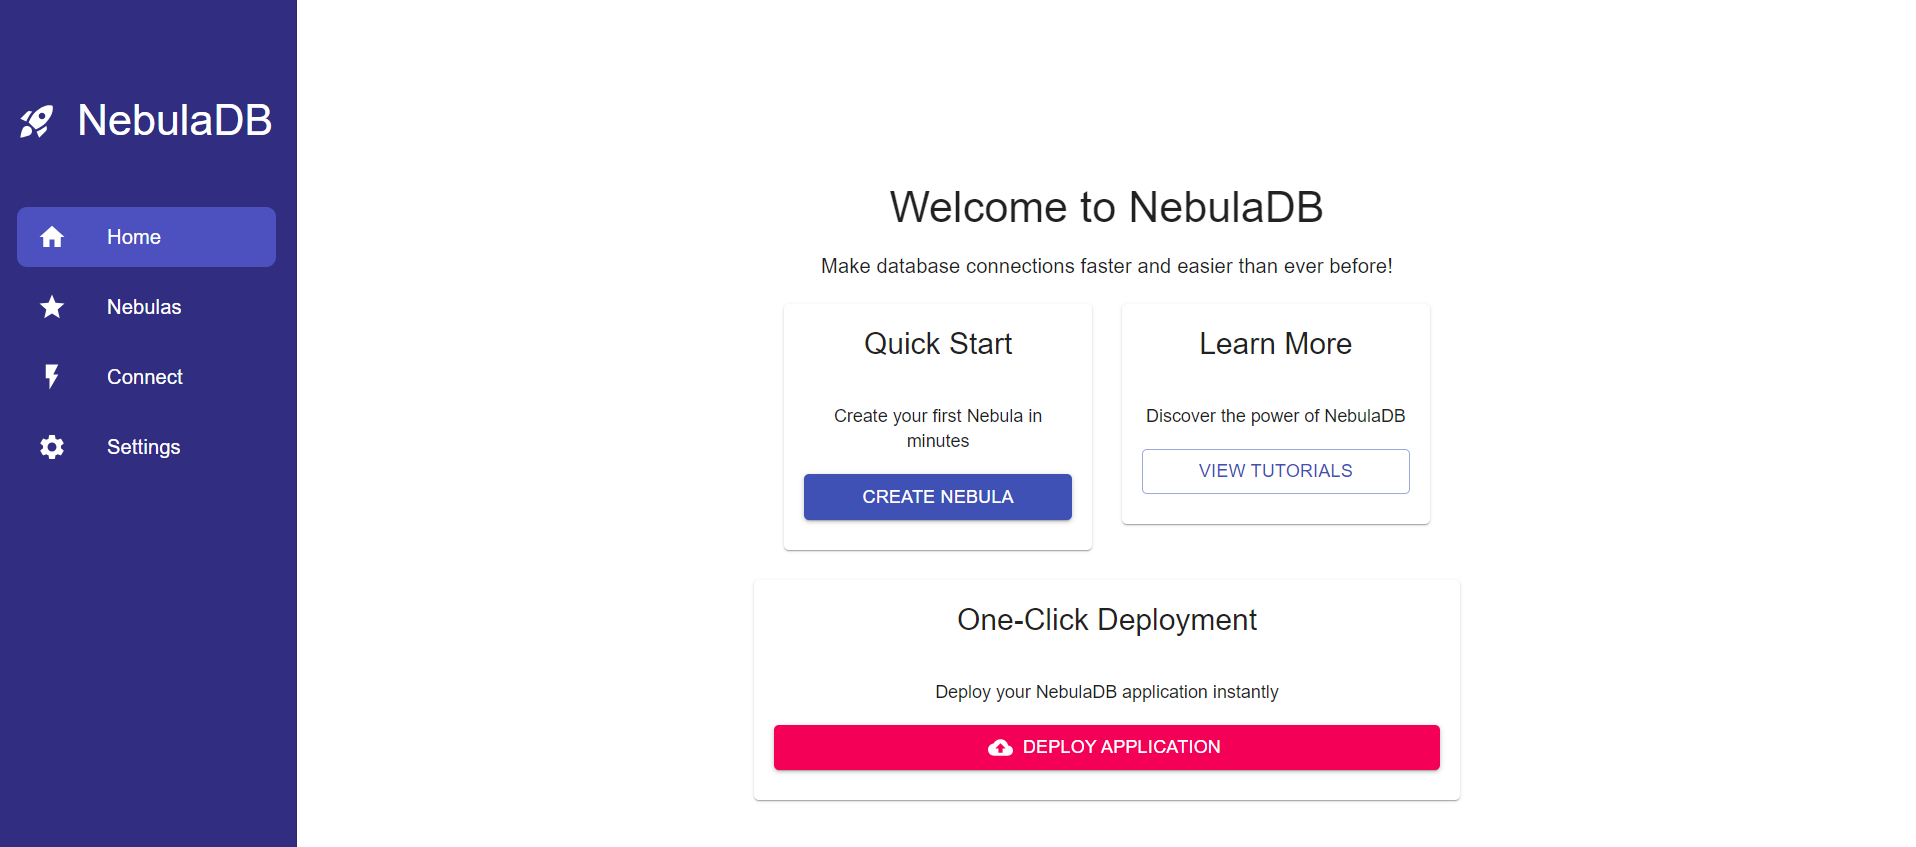 NebulaDB
Home
Nebulas
Connect
Settings
Welcome to NebulaDB
Make database connections faster and easier than ever before!
Quick Start
Create your first Nebula in
minutes
CREATE NEBULA
Learn More
Discover the power of NebulaDB
VIEW TUTORIALS
One-Click Deployment
Deploy your NebulaDB application instantly
DEPLOY APPLICATION